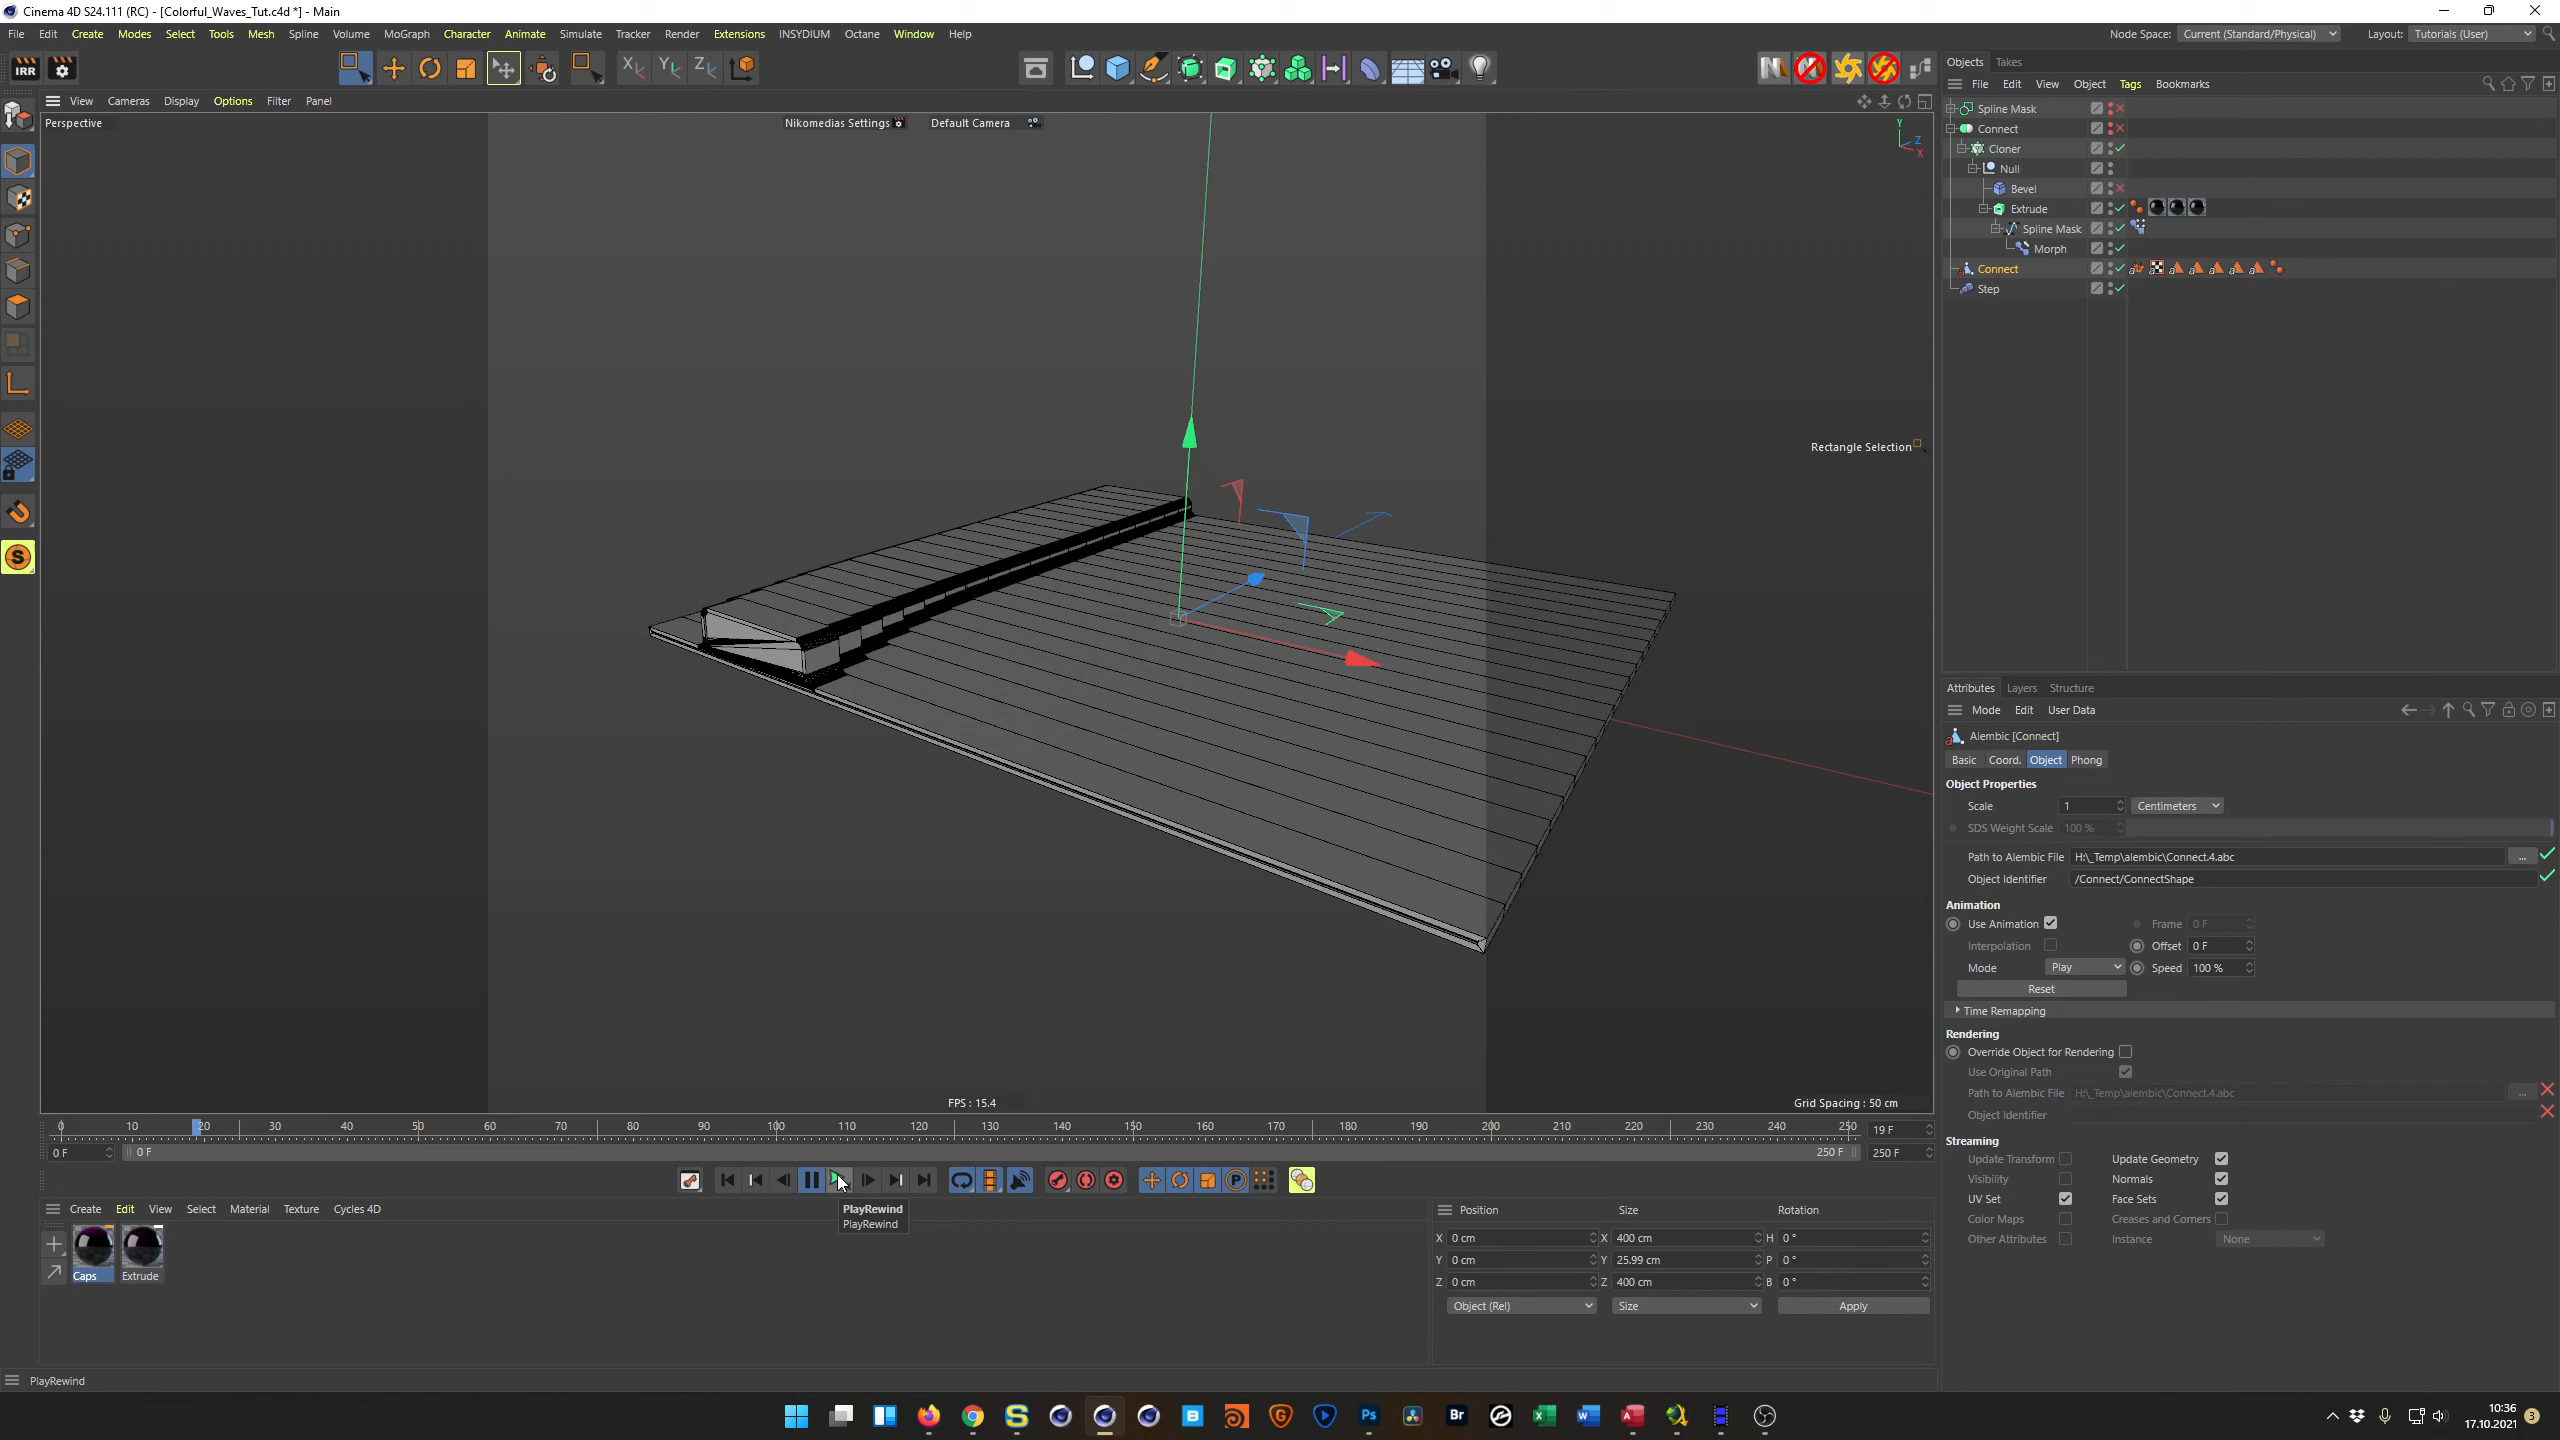 Cinema 4D S24.111 (RC) - [Colorful_Waves_Tut.c4d *] - Main
File Edit Create Modes Select Tools Mesh Spline Volume MoGraph Character Animate Simulate Tracker Render Extensions INSYDIUM Octane Window Help
Node Space: Current (Standard/Physical) Layout: Tutorials (User)
IRR
X Y Z
Objects Takes
File Edit View Object Tags Bookmarks
View Cameras Display Options Filter Panel
Perspective Nikomedias Settings Default Camera
Y Z X
Spline Mask
Connect
Cloner
Null
Bevel
Extrude
Spline Mask
Morph
Connect
Step
Rectangle Selection
S
Attributes Layers Structure
Mode Edit User Data
Alembic [Connect]
Basic Coord. Object Phong
Object Properties
Scale 1 Centimeters
SDS Weight Scale 100 %
Path to Alembic File H:\_Temp\alembic\Connect.4.abc ...
Object Identifier /Connect/ConnectShape
Animation
Use Animation Frame 0 F
Interpolation Offset 0 F
Mode Play Speed 100 %
Reset
Time Remapping
Rendering
Override Object for Rendering
Use Original Path
Path to Alembic File H:\_Temp\alembic\Connect.4.abc ...
Object Identifier
Streaming
Update Transform Update Geometry
Visibility Normals
UV Set Face Sets
Color Maps Creases and Corners
Other Attributes Instance None
FPS : 15.4 Grid Spacing : 50 cm
0 10 20 30 40 50 60 70 80 90 100 110 120 130 140 150 160 170 180 190 200 210 220 230 240 250 19 F
0 F 0 F 250 F 250 F
P
PlayRewind
PlayRewind
Create Edit View Select Material Texture Cycles 4D
Caps Extrude
Position Size Rotation
X 0 cm X 400 cm H 0 °
Y 0 cm Y 25.99 cm P 0 °
Z 0 cm Z 400 cm B 0 °
Object (Rel) Size Apply
PlayRewind
S B G Ps Br
10:36
17.10.2021 3